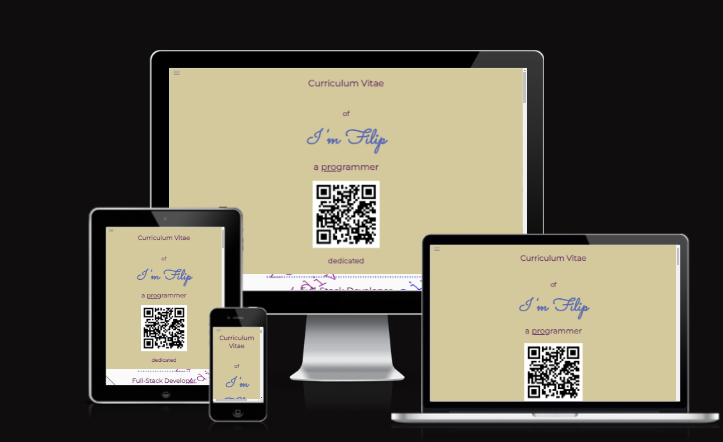 Curriculum Vitae
of
I'm Filip
a programmer
dedicated
Full-Stack Developer
Curriculum Vitae
of
I'm Filip
a programmer
dedicated
Full-Stack Developer
Curriculum
Vitae
of
I'm
Curriculum Vitae
of
I'm Filip
a programmer